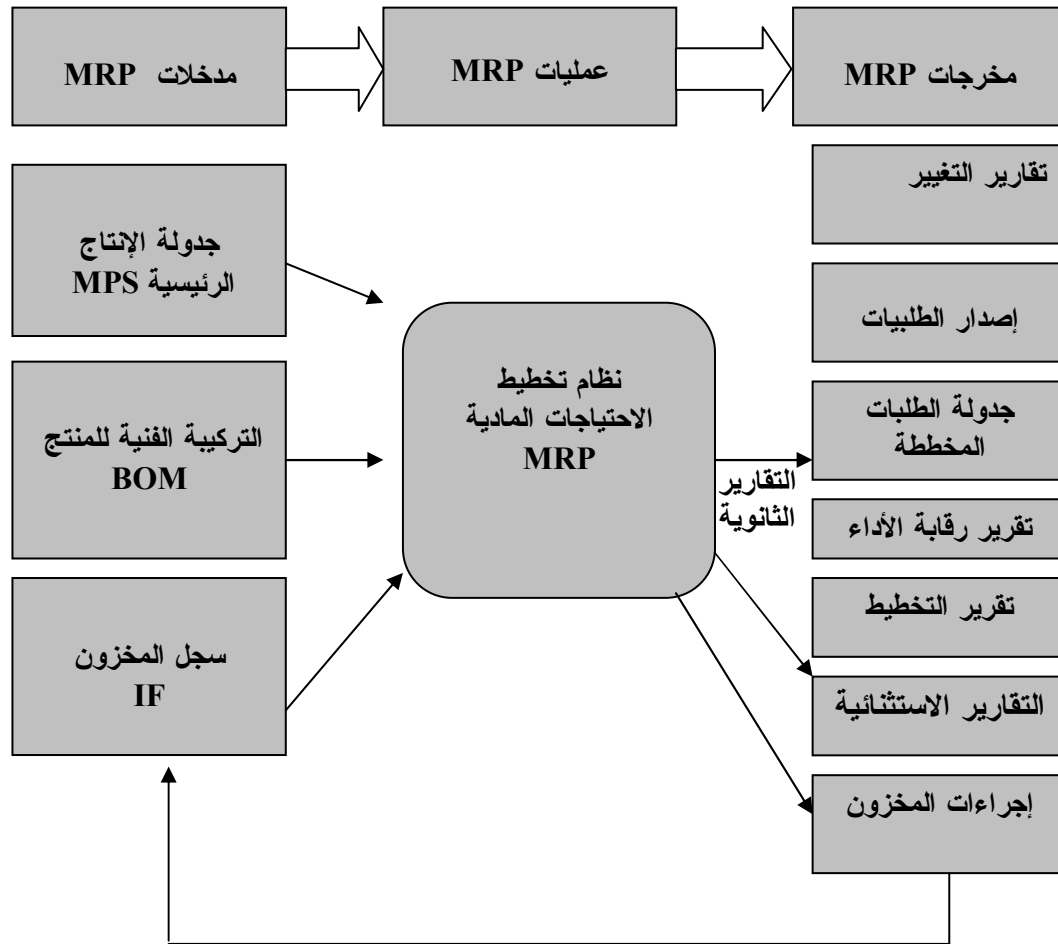 مدخلات MRP
عمليات MRP
مخرجات MRP
جدولة الإنتاج
الرئيسية MPS
التركيبة الفنية للمنتج
BOM
سجل المخزون
IF
نظام تخطيط
الاحتياجات المادية
MRP
التقارير
الثانوية
تقارير التغيير
إصدار الطلبيات
جدولة الطلبات
المخططة
تقرير رقابة الأداء
تقرير التخطيط
التقارير الاستثنائية
إجراءات المخزون